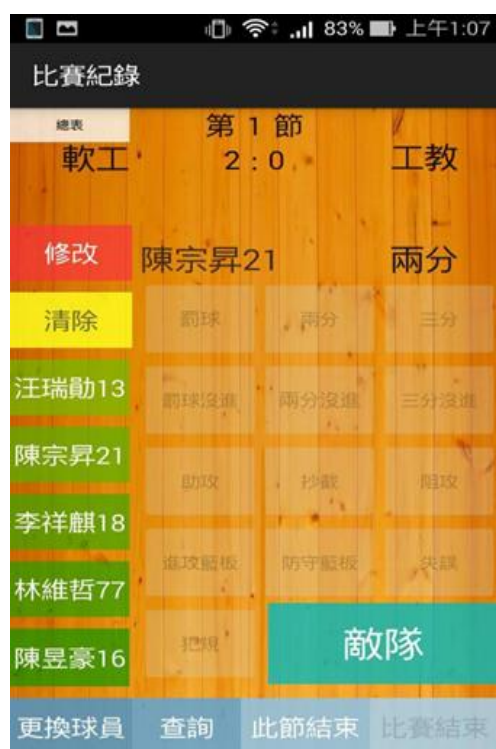 83% 上午1:07
比賽紀錄
總表 第 1 節
軟工 2 : 0 工教
修改 陳宗昇21 兩分
清除 罰球 兩分 三分
汪瑞勛13 罰球沒進 兩分沒進 三分沒進
陳宗昇21 助攻 抄截 阻攻
李祥麒18 進攻籃板 防守籃板 失誤
林維哲77
陳昱豪16 犯規 敵隊
更換球員 查詢 此節結束 比賽結束